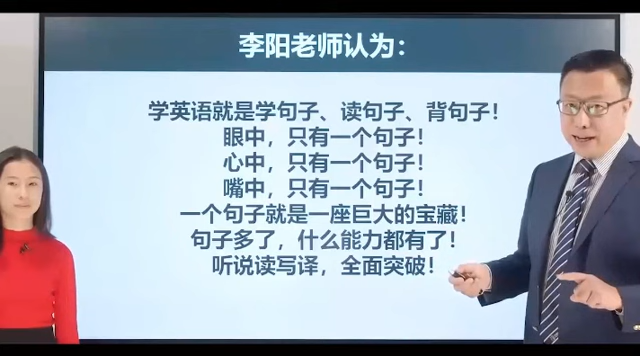 李阳老师认为：
学英语就是学句子、读句子、背句子！
眼中，只有一个句子！
心中，只有一个句子！
嘴中，只有一个句子！
一个句子就是一座巨大的宝藏！
句子多了，什么能力都有了！
听说读写译，全面突破！